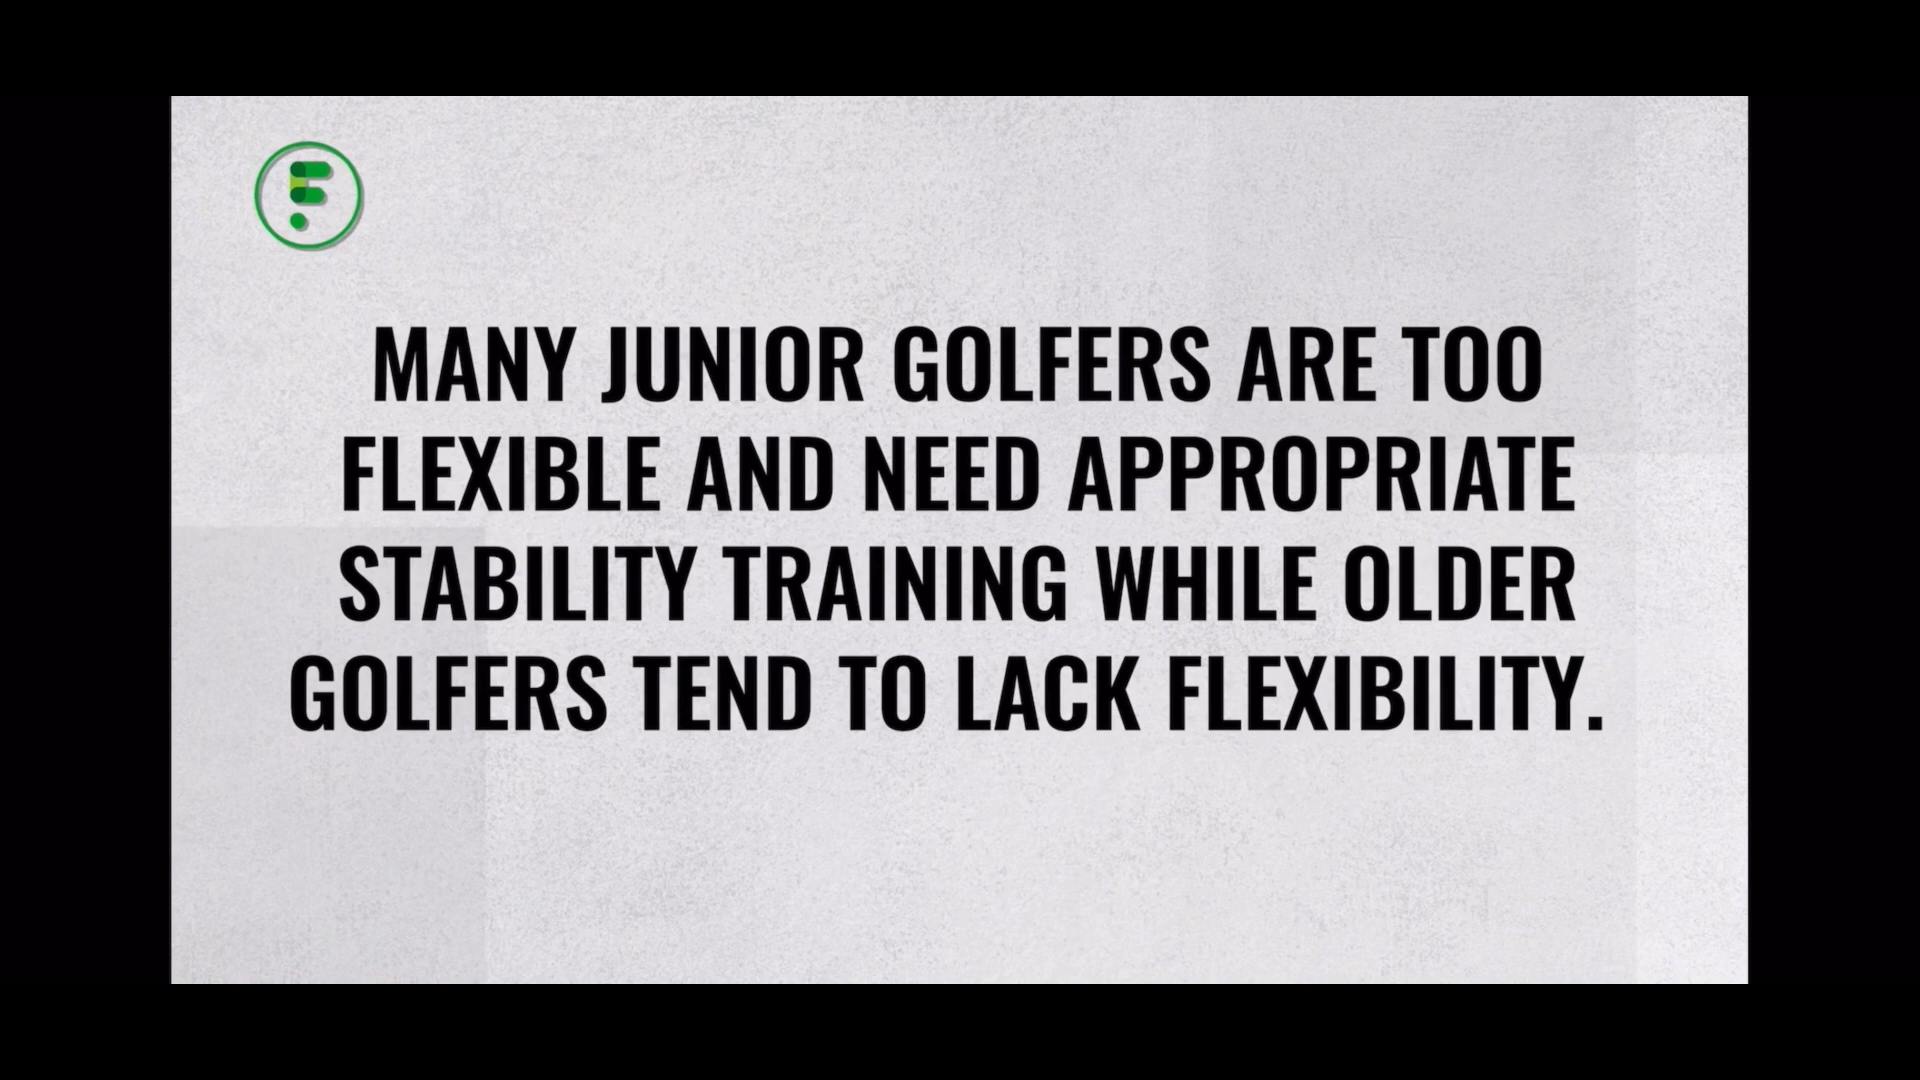 MANY JUNIOR GOLFERS ARE TOO
FLEXIBLE AND NEED APPROPRIATE
STABILITY TRAINING WHILE OLDER
GOLFERS TEND TO LACK FLEXIBILITY.